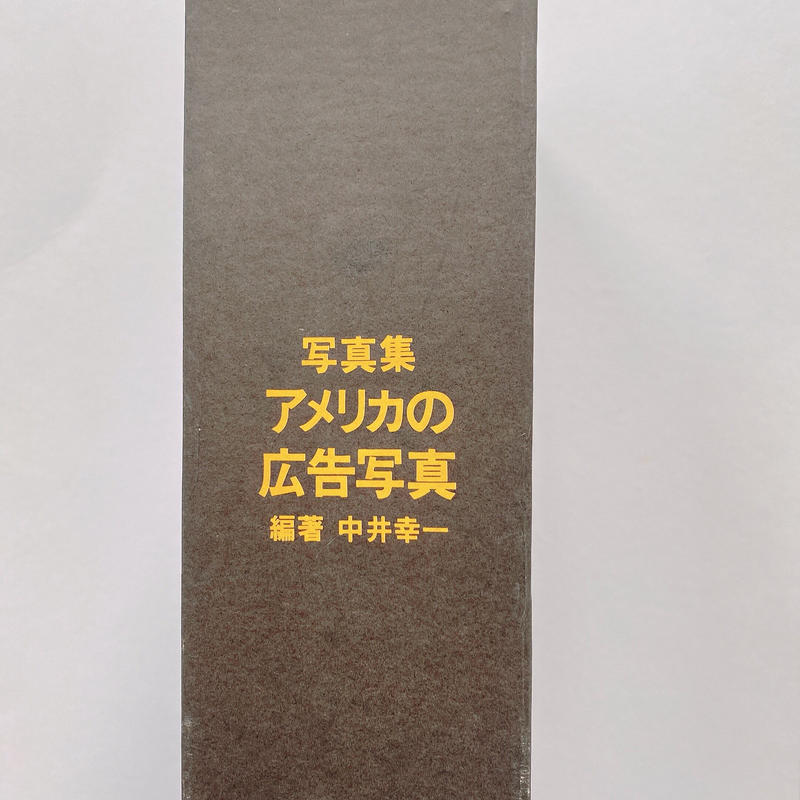 写真集
アメリカの
広告写真
編著 中井幸一